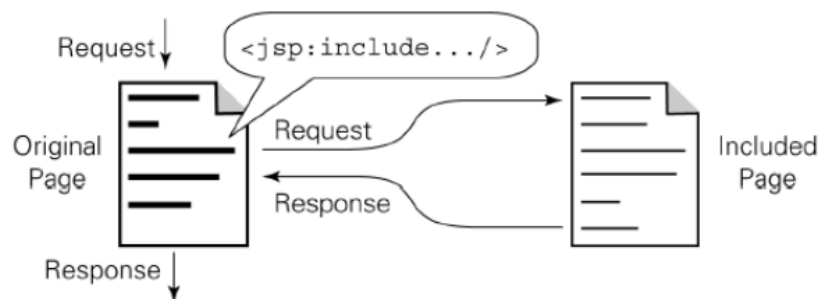 Request
<jsp:include.../>
Original
Page
Request
Response
Included
Page
Response